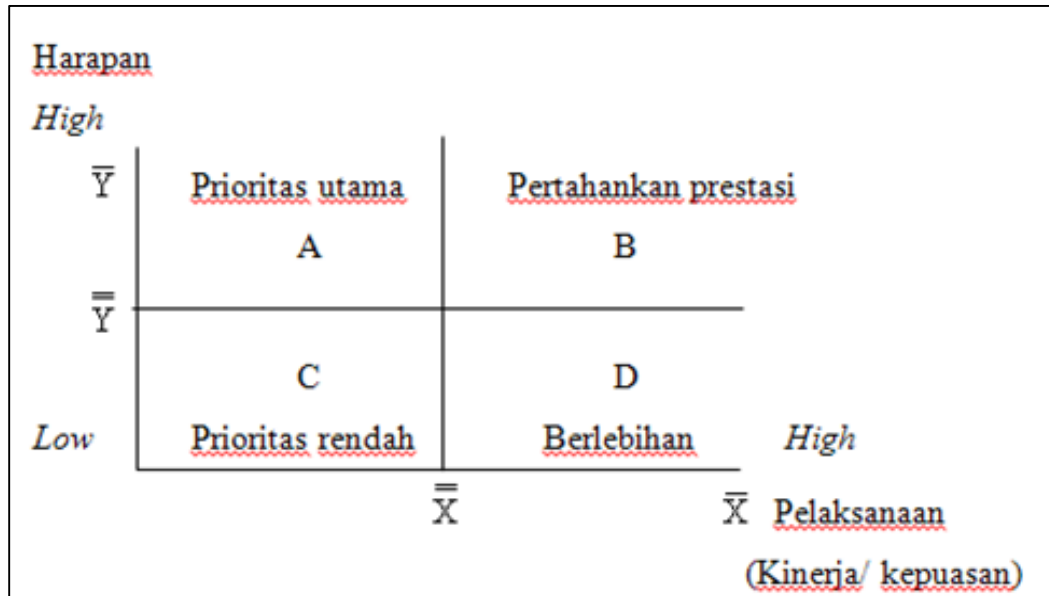 Harapan
High
Y̅ Prioritas utama Pertahankan prestasi
A B
Y̿
C D
Low Prioritas rendah Berlebihan High
X̿ X̅ Pelaksanaan
(Kinerja/ kepuasan)